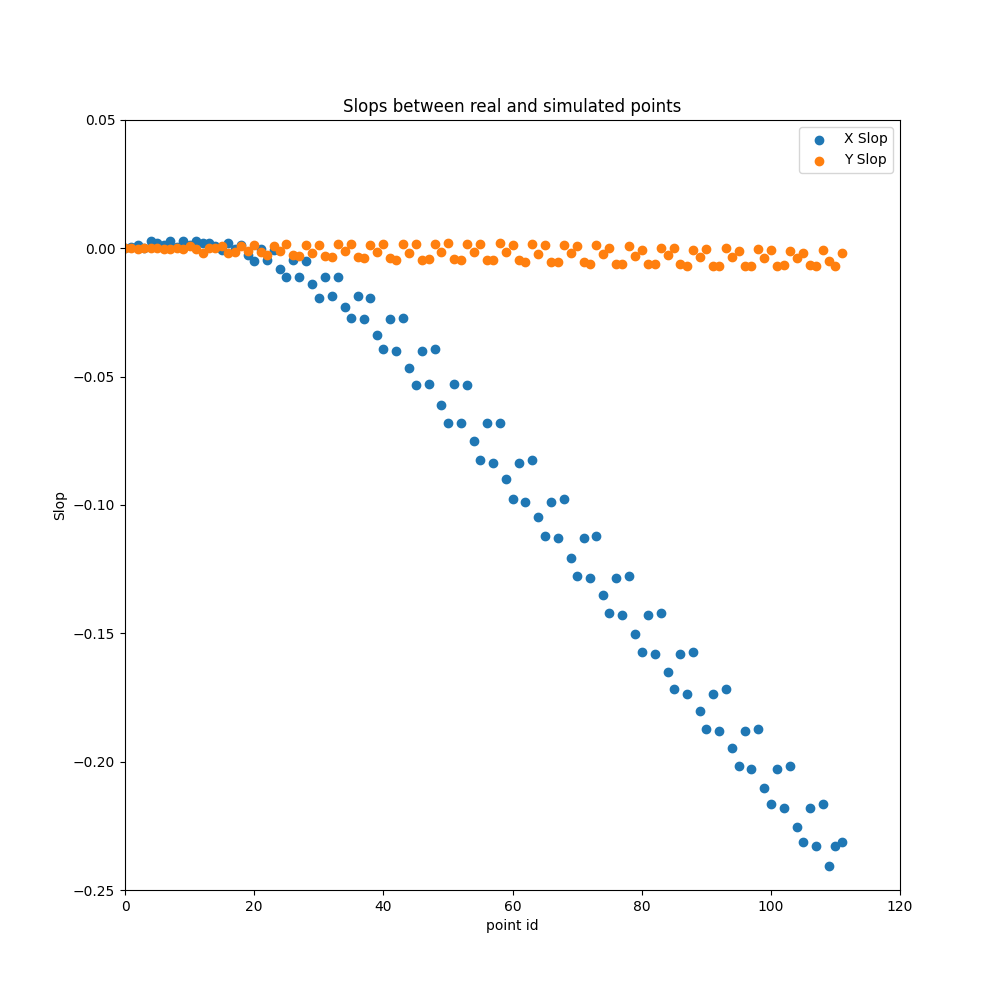 Slops between real and simulated points
X Slop
Y Slop
0.05
0.00
−0.05
−0.10
−0.15
−0.20
−0.25
Slop
0 20 40 60 80 100 120
point id